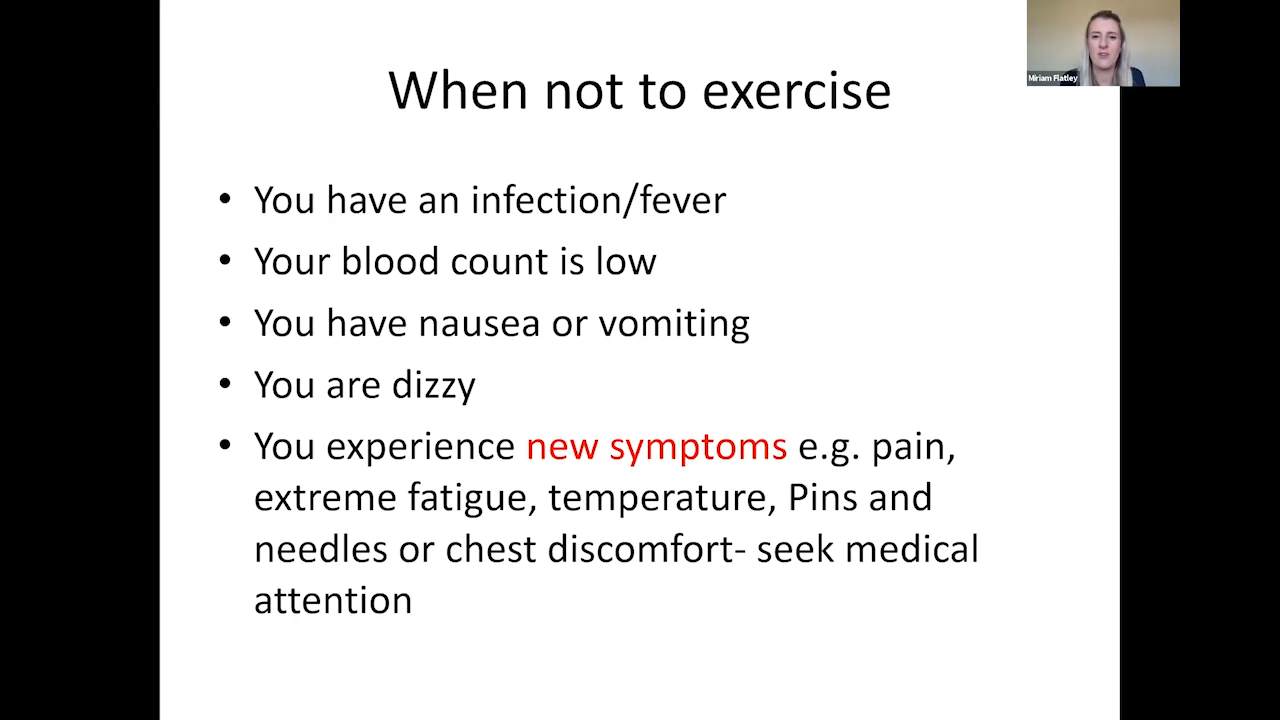 When not to exercise
• You have an infection/fever
• Your blood count is low
• You have nausea or vomiting
• You are dizzy
• You experience new symptoms e.g. pain,
extreme fatigue, temperature, Pins and
needles or chest discomfort- seek medical
attention
Miriam Flatley